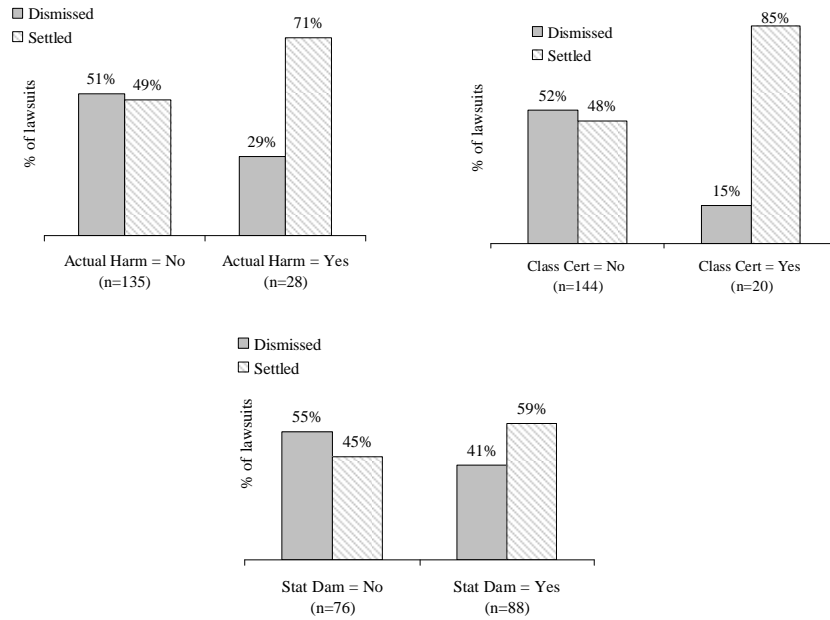 Dismissed
Settled
71%
51%
49%
29%
% of lawsuits
Actual Harm = No
(n=135)
Actual Harm = Yes
(n=28)
Dismissed
Settled
85%
52%
48%
15%
% of lawsuits
Class Cert = No
(n=144)
Class Cert = Yes
(n=20)
Dismissed
Settled
55%
45%
41%
59%
% of lawsuits
Stat Dam = No
(n=76)
Stat Dam = Yes
(n=88)